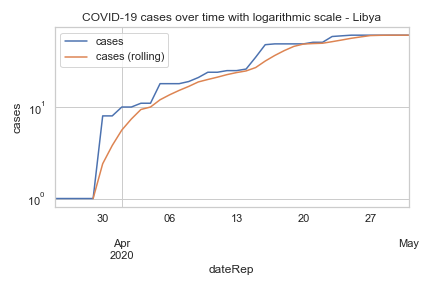 COVID-19 cases over time with logarithmic scale - Libya
cases
cases (rolling)
cases
10¹
10⁰
30 06 13 20 27
Apr May
2020
dateRep